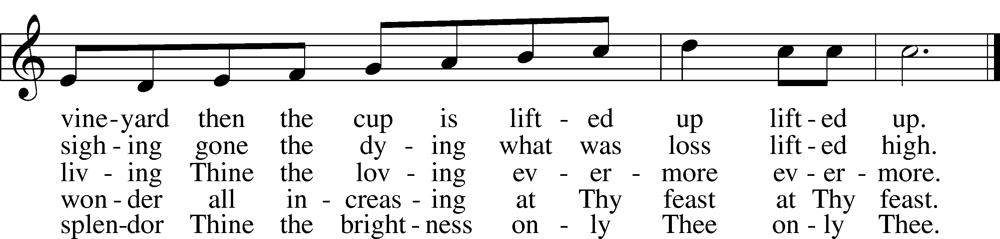 vine-yard then the cup is lift - ed up lift - ed up.
sigh - ing gone the dy - ing what was loss lift - ed high.
liv - ing Thine the lov - ing ev - er - more ev - er - more.
won - der all in - creas - ing at Thy feast at Thy feast.
splen-dor Thine the bright - ness on - ly Thee on - ly Thee.